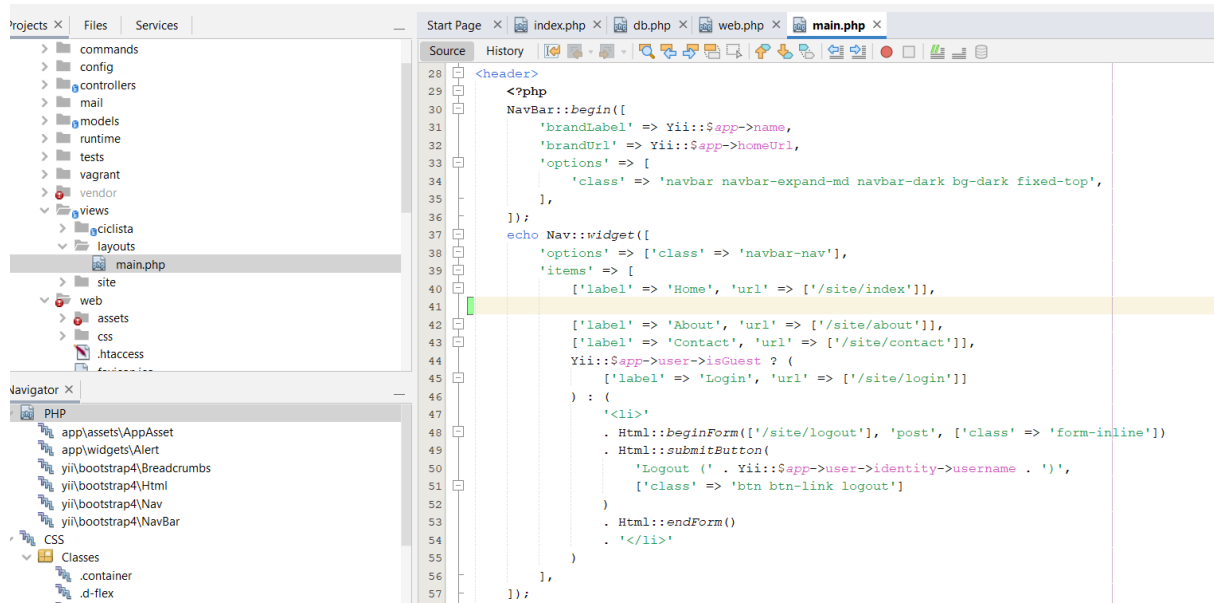 Projects × Files Services
commands
config
controllers
mail
models
runtime
tests
vagrant
vendor
views
ciclista
layouts
main.php
site
web
assets
css
.htaccess
Navigator ×
PHP
app\assets\AppAsset
app\widgets\Alert
yii\bootstrap4\Breadcrumbs
yii\bootstrap4\Html
yii\bootstrap4\Nav
yii\bootstrap4\NavBar
CSS
Classes
.container
.d-flex
Start Page × index.php × db.php × web.php × main.php ×
Source History
28 <header>
29 <?php
30 NavBar::begin([
31 'brandLabel' => Yii::$app->name,
32 'brandUrl' => Yii::$app->homeUrl,
33 'options' => [
34 'class' => 'navbar navbar-expand-md navbar-dark bg-dark fixed-top',
35 ],
36 ]);
37 echo Nav::widget([
38 'options' => ['class' => 'navbar-nav'],
39 'items' => [
40 ['label' => 'Home', 'url' => ['/site/index']],
41
42 ['label' => 'About', 'url' => ['/site/about']],
43 ['label' => 'Contact', 'url' => ['/site/contact']],
44 Yii::$app->user->isGuest ? (
45 ['label' => 'Login', 'url' => ['/site/login']]
46 ) : (
47 '<li>'
48 . Html::beginForm(['/site/logout'], 'post', ['class' => 'form-inline'])
49 . Html::submitButton(
50 'Logout (' . Yii::$app->user->identity->username . ')',
51 ['class' => 'btn btn-link logout']
52 )
53 . Html::endForm()
54 . '</li>'
55 )
56 ],
57 ]);